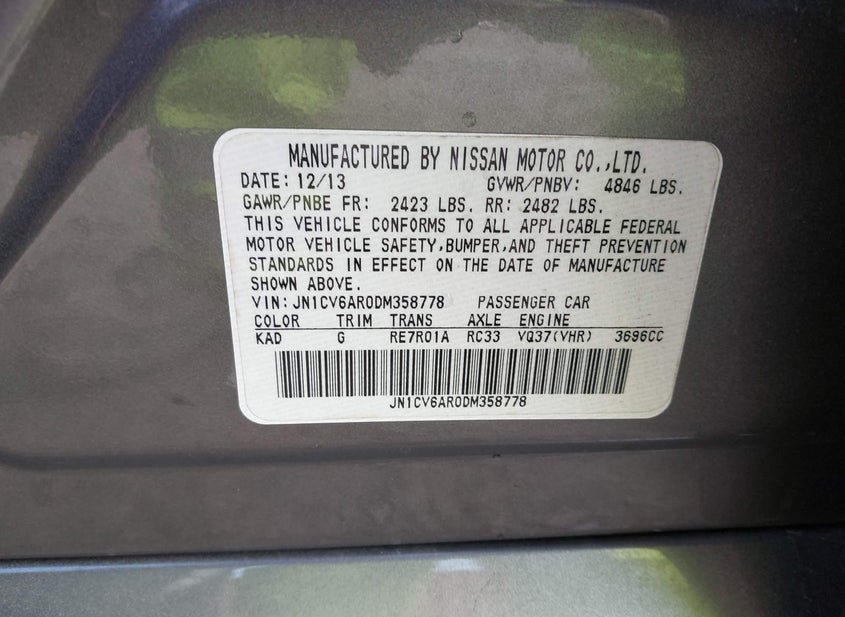 MANUFACTURED BY NISSAN MOTOR CO.,LTD.
DATE: 12/13 GVWR/PNBV: 4846 LBS.
GAWR/PNBE FR: 2423 LBS. RR: 2482 LBS.
THIS VEHICLE CONFORMS TO ALL APPLICABLE FEDERAL
MOTOR VEHICLE SAFETY,BUMPER,AND THEFT PREVENTION
STANDARDS IN EFFECT ON THE DATE OF MANUFACTURE
SHOWN ABOVE.
VIN:JN1CV6AR0DM358778 PASSENGER CAR
COLOR TRIM TRANS AXLE ENGINE
KAD G RE7R01A RC33 VQ37(VHR) 3696CC
JN1CV6AR0DM358778